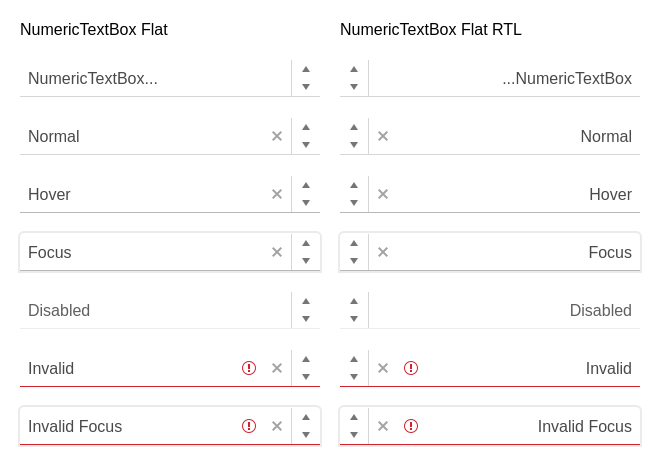 NumericTextBox Flat
NumericTextBox...
Normal
Hover
Focus
Disabled
Invalid
Invalid Focus
NumericTextBox Flat RTL
...NumericTextBox
Normal
Hover
Focus
Disabled
Invalid
Invalid Focus